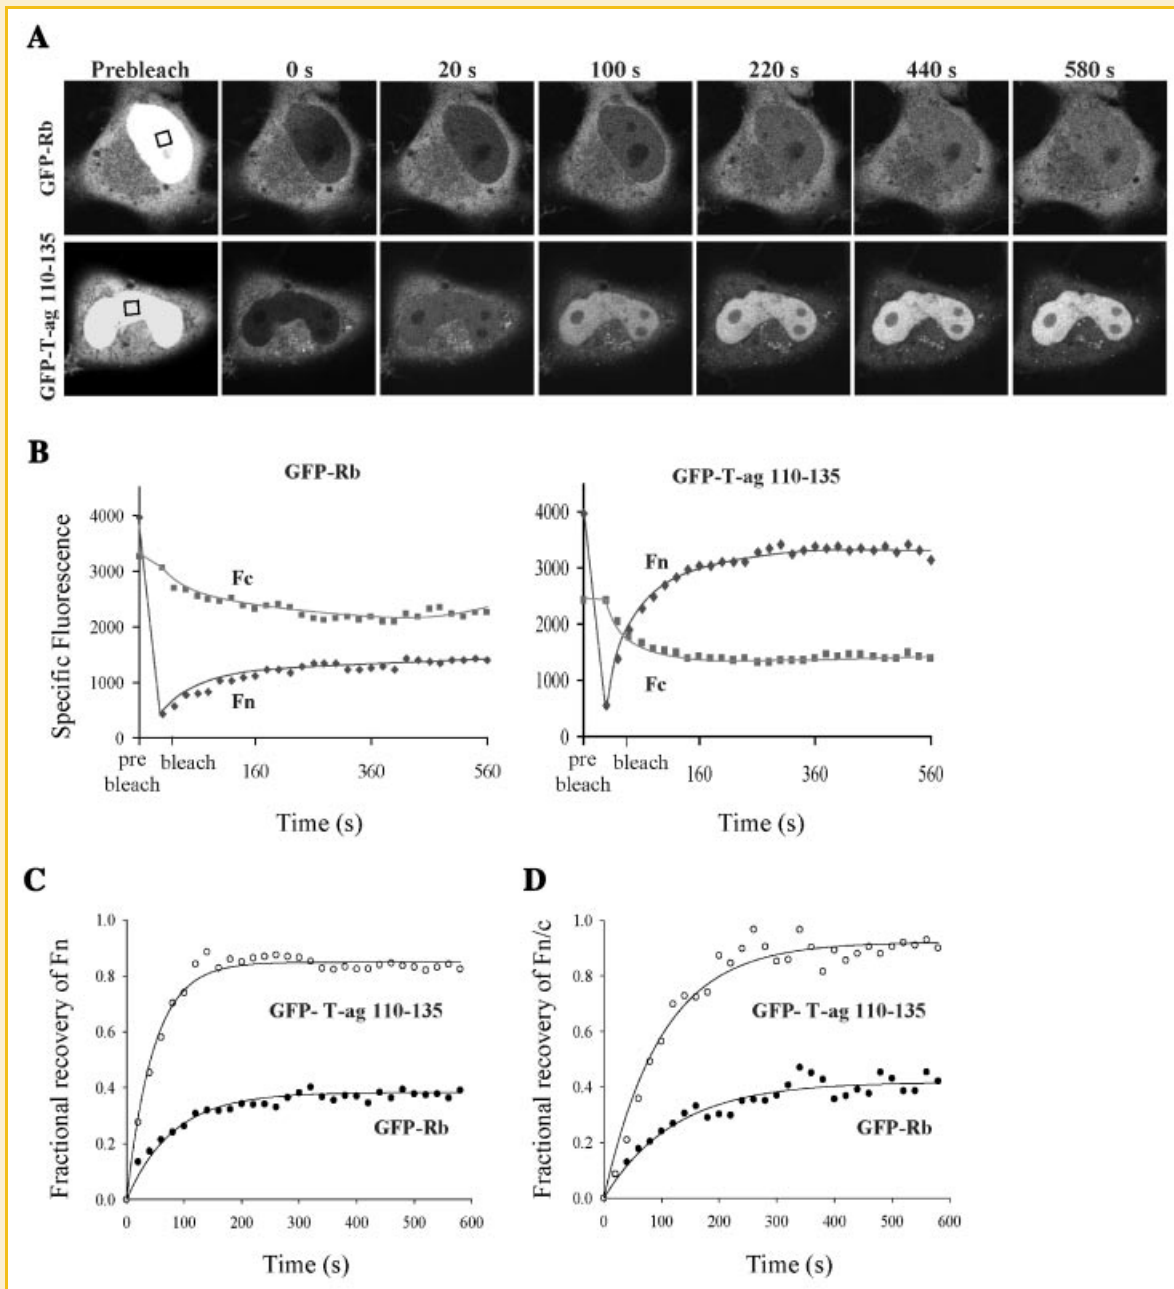 A
Prebleach 0 s 20 s 100 s 220 s 440 s 580 s
GFP-Rb
GFP-T-ag 110-135
B
GFP-Rb
GFP-T-ag 110-135
Specific Fluorescence
4000
3000
2000
1000
0
Fc
Fn
pre bleach
bleach
160 360 560
Time (s)
4000
3000
2000
1000
0
Fn
Fc
pre bleach
bleach
160 360 560
Time (s)
C
Fractional recovery of Fn
1.0
0.8
0.6
0.4
0.2
0.0
GFP- T-ag 110-135
GFP-Rb
0 100 200 300 400 500 600
Time (s)
D
Fractional recovery of Fn/c
1.0
0.8
0.6
0.4
0.2
0.0
GFP- T-ag 110-135
GFP-Rb
0 100 200 300 400 500 600
Time (s)